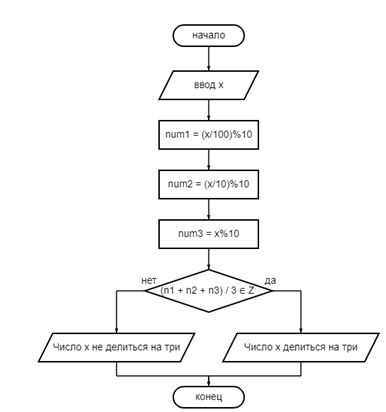 начало
ввод x
num1 = (x/100)%10
num2 = (x/10)%10
num3 = x%10
нет
да
(n1 + n2 + n3) / 3 ∈ Z
Число x не делиться на три
Число x делиться на три
конец